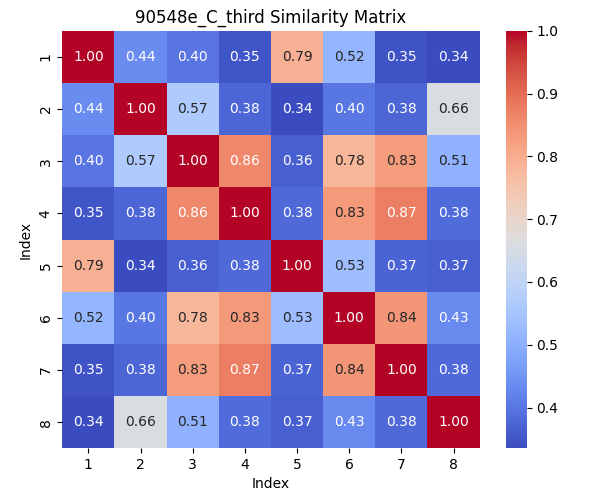 90548e_C_third Similarity Matrix
1 1.00 0.44 0.40 0.35 0.79 0.52 0.35 0.34
2 0.44 1.00 0.57 0.38 0.34 0.40 0.38 0.66
3 0.40 0.57 1.00 0.86 0.36 0.78 0.83 0.51
4 0.35 0.38 0.86 1.00 0.38 0.83 0.87 0.38
5 0.79 0.34 0.36 0.38 1.00 0.53 0.37 0.37
6 0.52 0.40 0.78 0.83 0.53 1.00 0.84 0.43
7 0.35 0.38 0.83 0.87 0.37 0.84 1.00 0.38
8 0.34 0.66 0.51 0.38 0.37 0.43 0.38 1.00
1 2 3 4 5 6 7 8
Index
Index
1.0
0.9
0.8
0.7
0.6
0.5
0.4